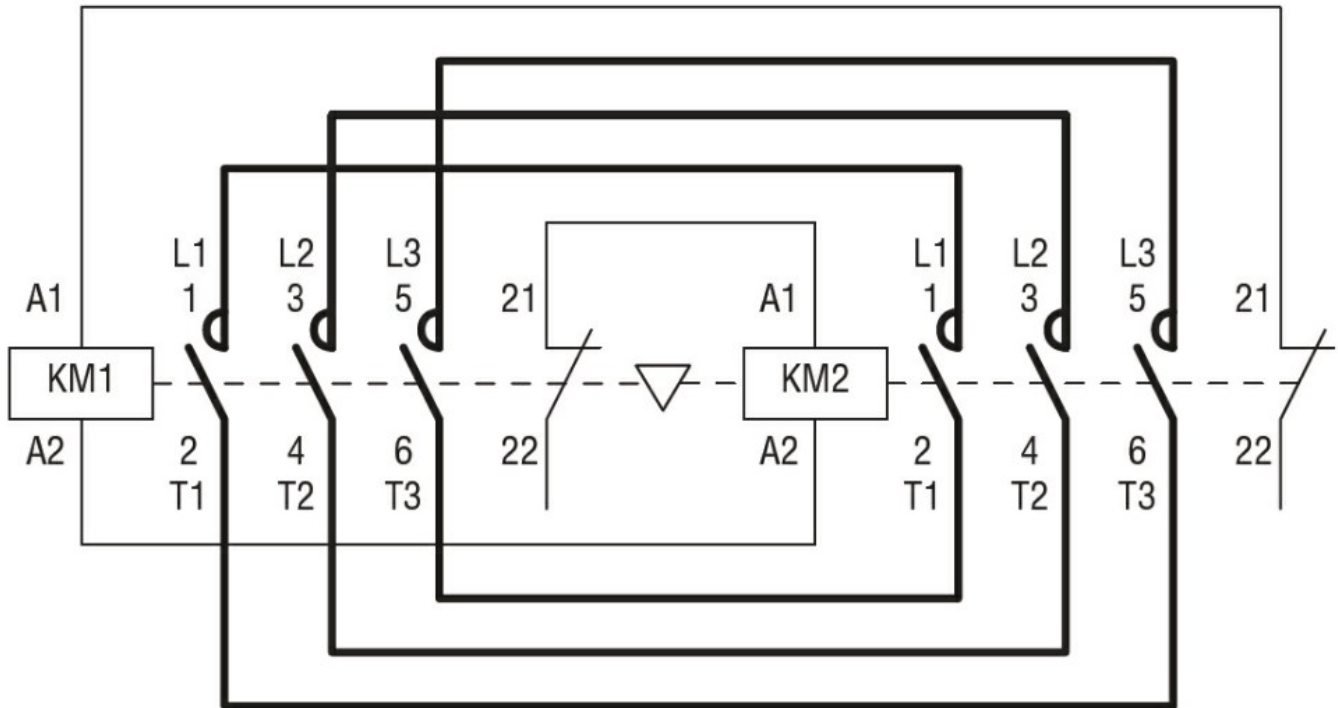 L1 L2 L3 L1 L2 L3
A1 1 3 5 21 A1 1 3 5 21
KM1 KM2
A2 2 4 6 22 A2 2 4 6 22
T1 T2 T3 T1 T2 T3